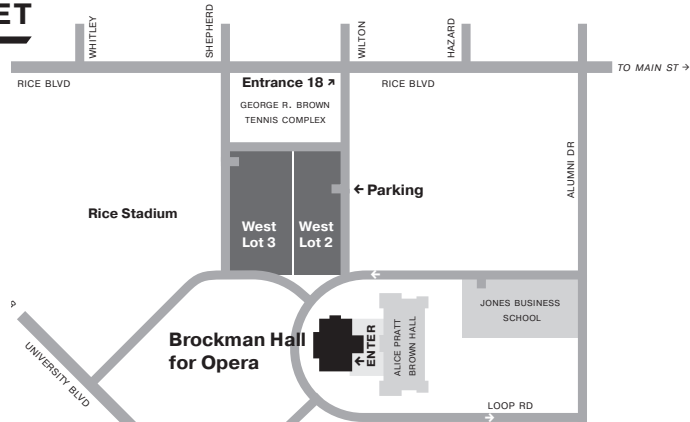 ET
WHITLEY
SHEPHERD
WILTON
HAZARD
TO MAIN ST →
RICE BLVD
Entrance 18 ↗
RICE BLVD
GEORGE R. BROWN
TENNIS COMPLEX
ALUMNI DR
← Parking
Rice Stadium
West
Lot 3
West
Lot 2
JONES BUSINESS
SCHOOL
Brockman Hall
for Opera
ENTER
ALICE PRATT
BROWN HALL
UNIVERSITY BLVD
LOOP RD